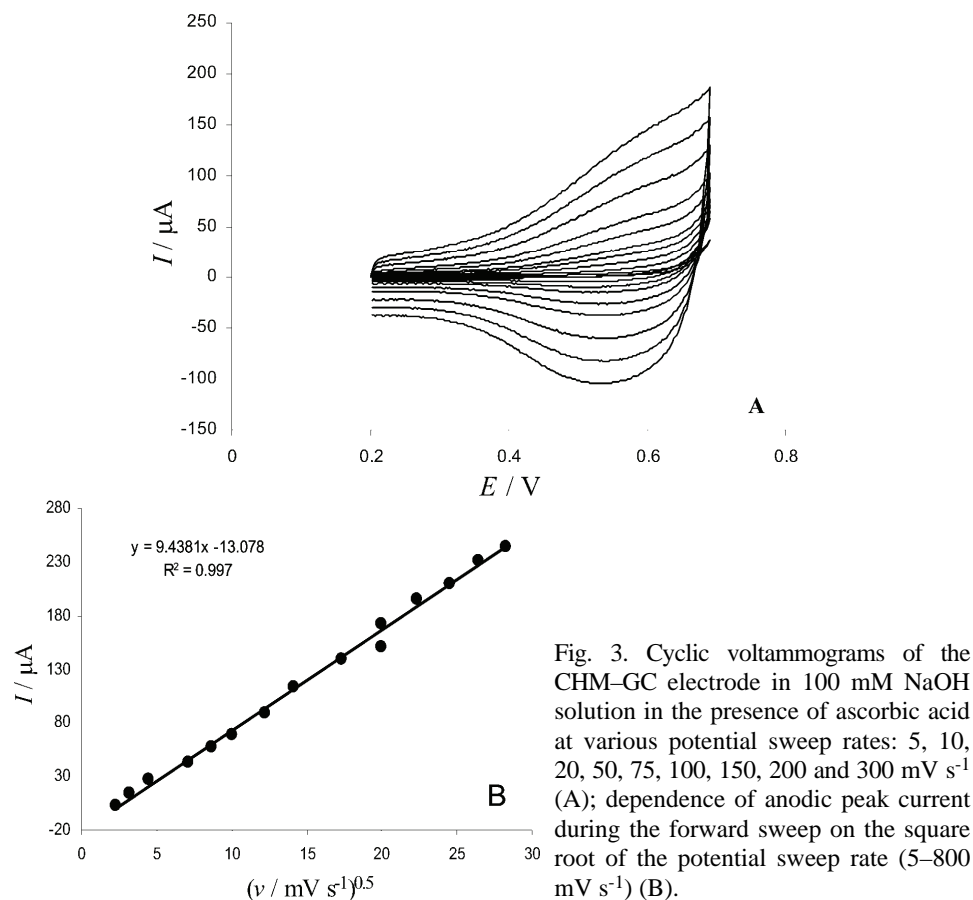 250
200
150
100
50
0
-50
-100
-150
I / µA
0
0.2
0.4
0.6
0.8
E / V
A
280
230
180
130
80
30
-20
I / µA
y = 9.4381x -13.078
R² = 0.997
B
0
5
10
15
20
25
30
(v / mV s⁻¹)⁰·⁵
Fig. 3. Cyclic voltammograms of the
CHM–GC electrode in 100 mM NaOH
solution in the presence of ascorbic acid
at various potential sweep rates: 5, 10,
20, 50, 75, 100, 150, 200 and 300 mV s⁻¹
(A); dependence of anodic peak current
during the forward sweep on the square
root of the potential sweep rate (5–800
mV s⁻¹) (B).